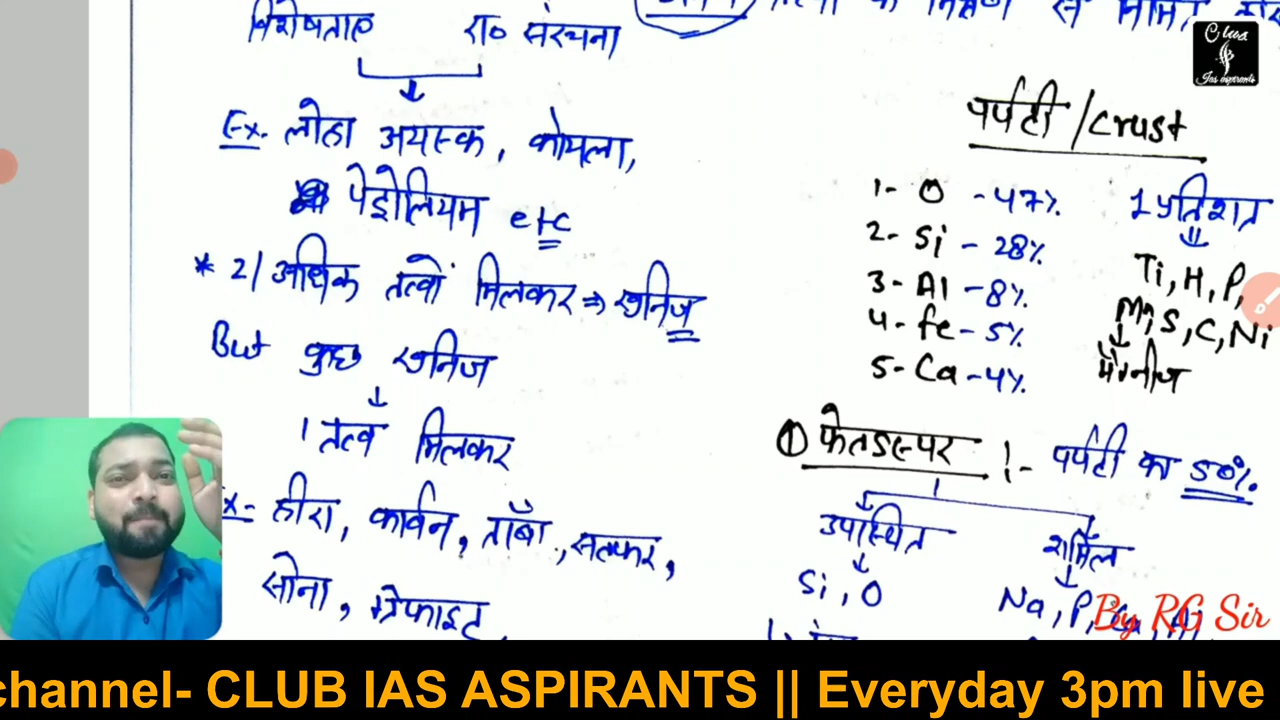 विशेषताए रा० संरचना
Ex- लोहा अयस्क, कोयला,
पेट्रोलियम etc
* 2/अधिक तत्वों मिलकर ⇒ खनिज
But कुछ खनिज
1 तत्व मिलकर
Ex- हीरा, कार्बन, ताँबा, सल्फर,
सोना, ग्रेफाइट,
पर्पटी/Crust
1- O - 47%
2- Si - 28%
3- Al - 8%
4- fe - 5%
5- Ca - 4%
1 प्रतिशत
Ti, H, P,
Mn, S, C, Ni
मैंगनीज
① फेल्डस्पर :- पर्पटी का 50%.
उपस्थित शामिल
Si, O Na, P,
Club
Ias aspirants
By RG Sir
channel- CLUB IAS ASPIRANTS || Everyday 3pm live